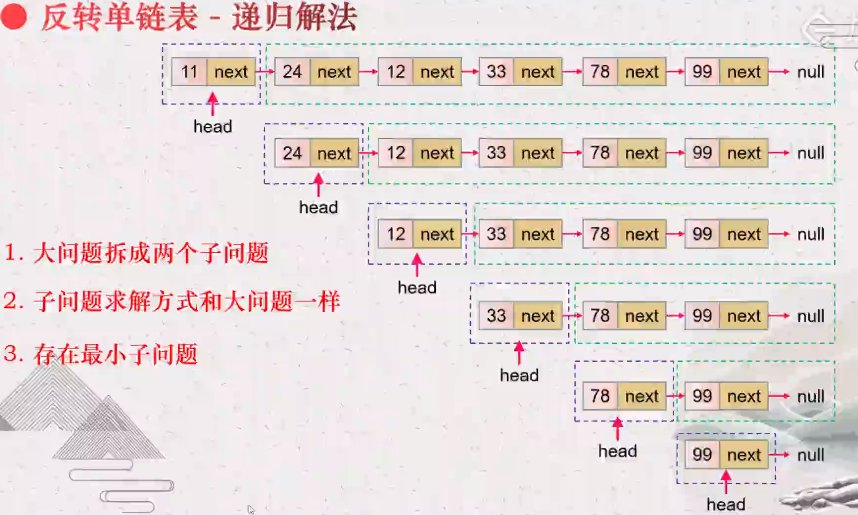 反转单链表 - 递归解法
11 next 24 next 12 next 33 next 78 next 99 next null
head
24 next 12 next 33 next 78 next 99 next null
head
12 next 33 next 78 next 99 next null
head
33 next 78 next 99 next null
head
78 next 99 next null
head
99 next null
head
1. 大问题拆成两个子问题
2. 子问题求解方式和大问题一样
3. 存在最小子问题